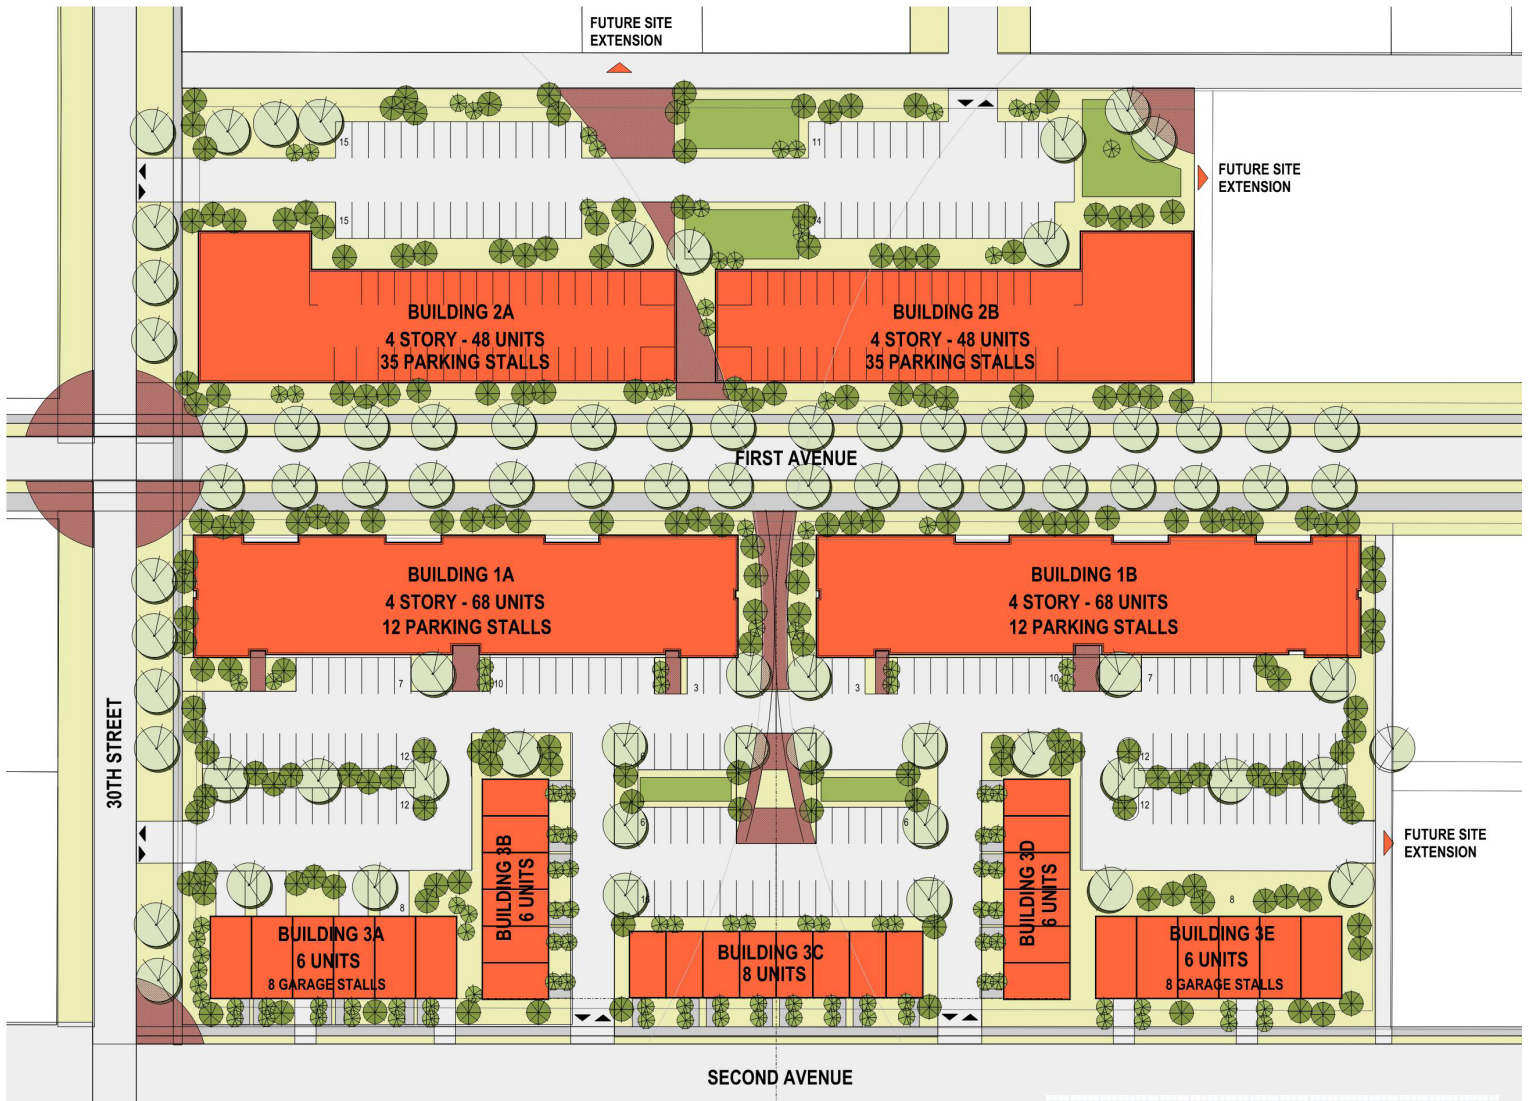 FUTURE SITE
EXTENSION
15
11
FUTURE SITE
EXTENSION
15
14
BUILDING 2A
4 STORY - 48 UNITS
35 PARKING STALLS
BUILDING 2B
4 STORY - 48 UNITS
35 PARKING STALLS
FIRST AVENUE
BUILDING 1A
4 STORY - 68 UNITS
12 PARKING STALLS
BUILDING 1B
4 STORY - 68 UNITS
12 PARKING STALLS
7
10
3
3
10
7
30TH STREET
12
12
12
12
6
6
FUTURE SITE
EXTENSION
BUILDING 3B
6 UNITS
BUILDING 3D
6 UNITS
8
8
BUILDING 3A
6 UNITS
8 GARAGE STALLS
BUILDING 3C
8 UNITS
BUILDING 3E
6 UNITS
8 GARAGE STALLS
SECOND AVENUE